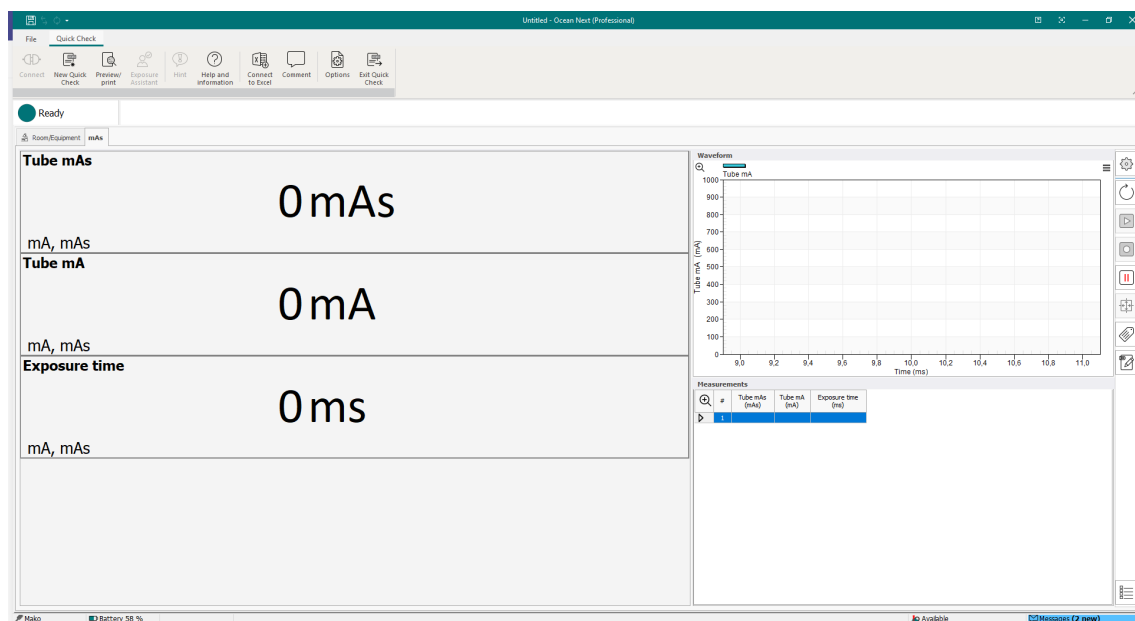 Untitled - Ocean Next (Professional)
File Quick Check
Connect New Quick Check Preview/ print Exposure Assistant Hint Help and information Connect to Excel Comment Options Exit Quick Check
Ready
Room/Equipment mAs
Tube mAs
0 mAs
mA, mAs
Tube mA
0 mA
mA, mAs
Exposure time
0 ms
mA, mAs
Waveform
Tube mA
Tube mA (mA)
1000
900
800
700
600
500
400
300
200
100
0
9,0 9,2 9,4 9,6 9,8 10,0 10,2 10,4 10,6 10,8 11,0
Time (ms)
Measurements
# Tube mAs (mAs) Tube mA (mA) Exposure time (ms)
1
Mako Battery 58 % Available Messages (2 new)